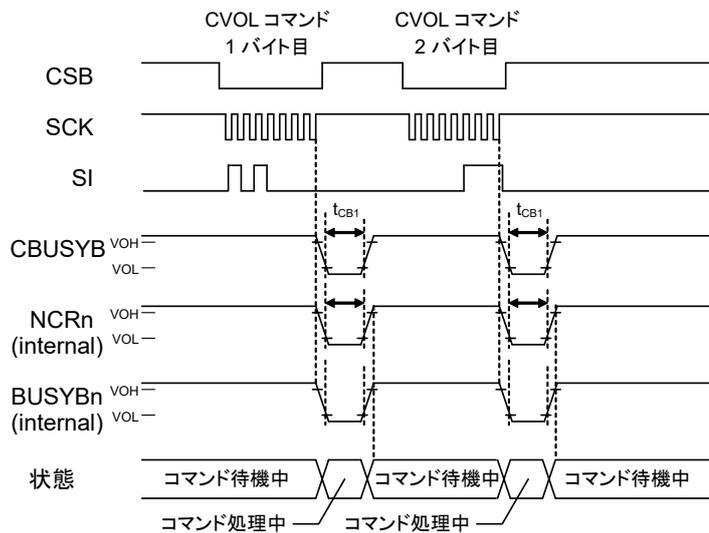 CVOL コマンド
1 バイト目
CVOL コマンド
2 バイト目
CSB
SCK
SI
tCB1
tCB1
CBUSYB
VOH
VOL
NCRn
(internal)
VOH
VOL
BUSYBn
(internal)
VOH
VOL
状態
コマンド待機中
コマンド待機中
コマンド待機中
コマンド処理中
コマンド処理中